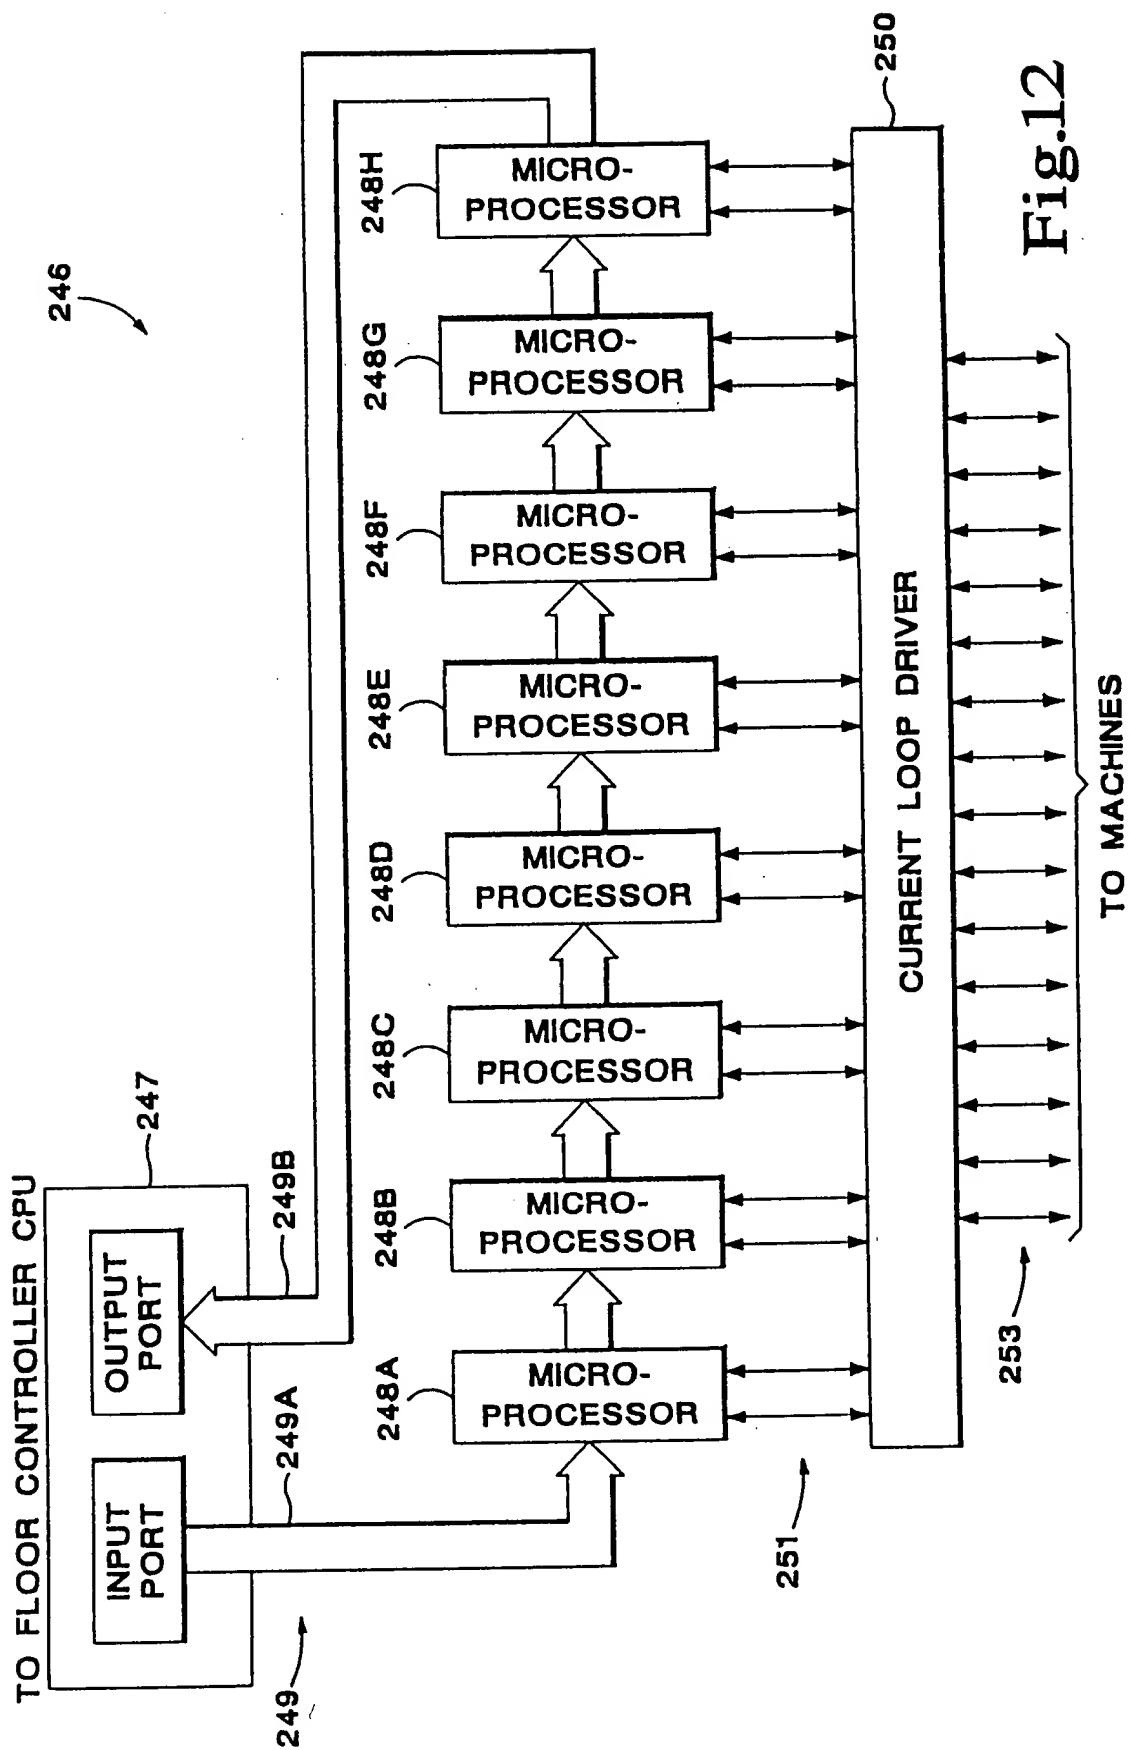 TO FLOOR CONTROLLER CPU
247
246
INPUT
PORT
OUTPUT
PORT
249
249A
249B
248A
248B
248C
248D
248E
248F
248G
248H
MICRO-
PROCESSOR
MICRO-
PROCESSOR
MICRO-
PROCESSOR
MICRO-
PROCESSOR
MICRO-
PROCESSOR
MICRO-
PROCESSOR
MICRO-
PROCESSOR
MICRO-
PROCESSOR
251
CURRENT LOOP DRIVER
250
253
TO MACHINES
Fig.12